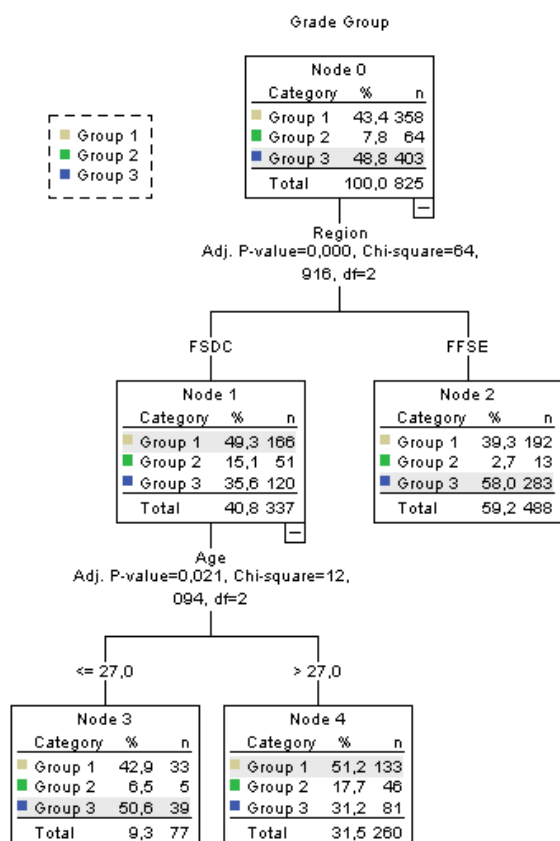 Grade Group
Group 1
Group 2
Group 3
Node 0
Category % n
Group 1 43,4 358
Group 2 7,8 64
Group 3 48,8 403
Total 100,0 825
Region
Adj. P-value=0,000, Chi-square=64,
916, df=2
FSDC
FFSE
Node 1
Category % n
Group 1 49,3 166
Group 2 15,1 51
Group 3 35,6 120
Total 40,8 337
Node 2
Category % n
Group 1 39,3 192
Group 2 2,7 13
Group 3 58,0 283
Total 59,2 488
Age
Adj. P-value=0,021, Chi-square=12,
094, df=2
<= 27,0
> 27,0
Node 3
Category % n
Group 1 42,9 33
Group 2 6,5 5
Group 3 50,6 39
Total 9,3 77
Node 4
Category % n
Group 1 51,2 133
Group 2 17,7 46
Group 3 31,2 81
Total 31,5 260